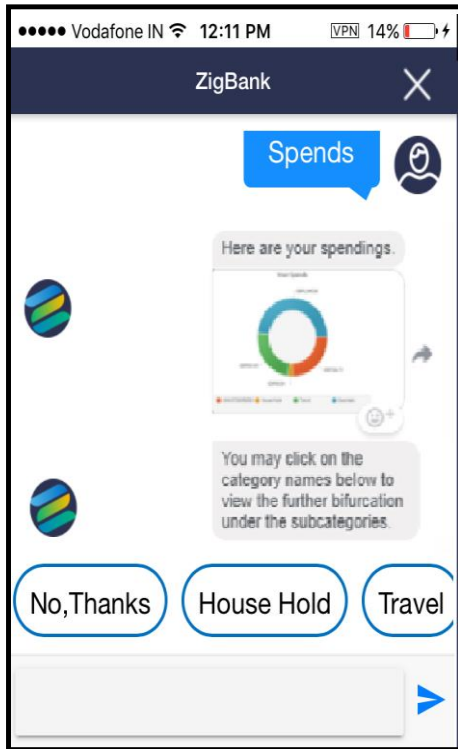 Vodafone IN 12:11 PM VPN 14%
ZigBank
Spends
Here are your spendings.
You may click on the
category names below to
view the further bifurcation
under the subcategories.
No,Thanks House Hold Travel